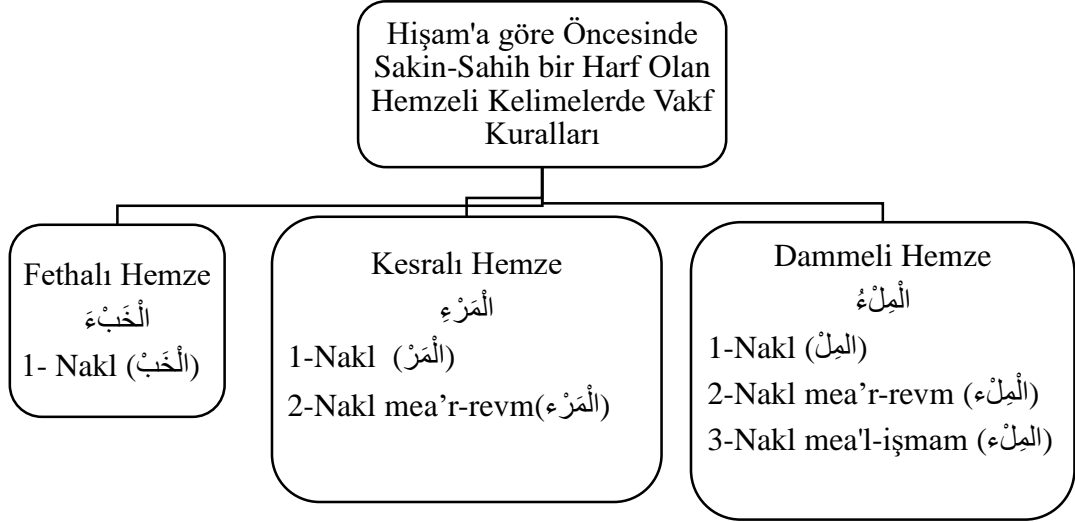 Hişam'a göre Öncesinde
Sakin-Sahih bir Harf Olan
Hemzeli Kelimelerde Vakf
Kuralları
Fethalı Hemze
الْخَبْءَ
1- Nakl (الْخَبْ)
Kesralı Hemze
الْمَرْءِ
1-Nakl (الْمَرْ)
2-Nakl mea’r-revm(الْمَرْء)
Dammeli Hemze
الْمِلْءُ
1-Nakl (المِلْ)
2-Nakl mea’r-revm (الْمِلْء)
3-Nakl mea'l-işmam (المِلْء)